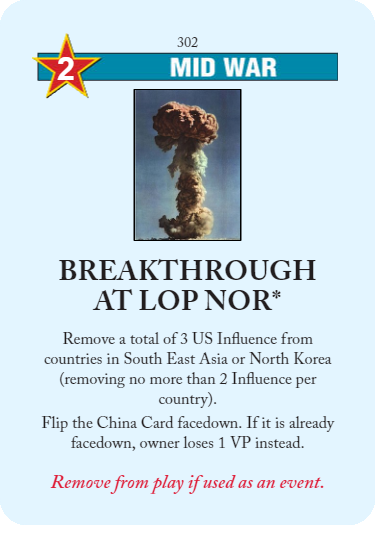 302
2
MID WAR
BREAKTHROUGH
AT LOP NOR*
Remove a total of 3 US Influence from
countries in South East Asia or North Korea
(removing no more than 2 Influence per
country).
Flip the China Card facedown. If it is already
facedown, owner loses 1 VP instead.
Remove from play if used as an event.